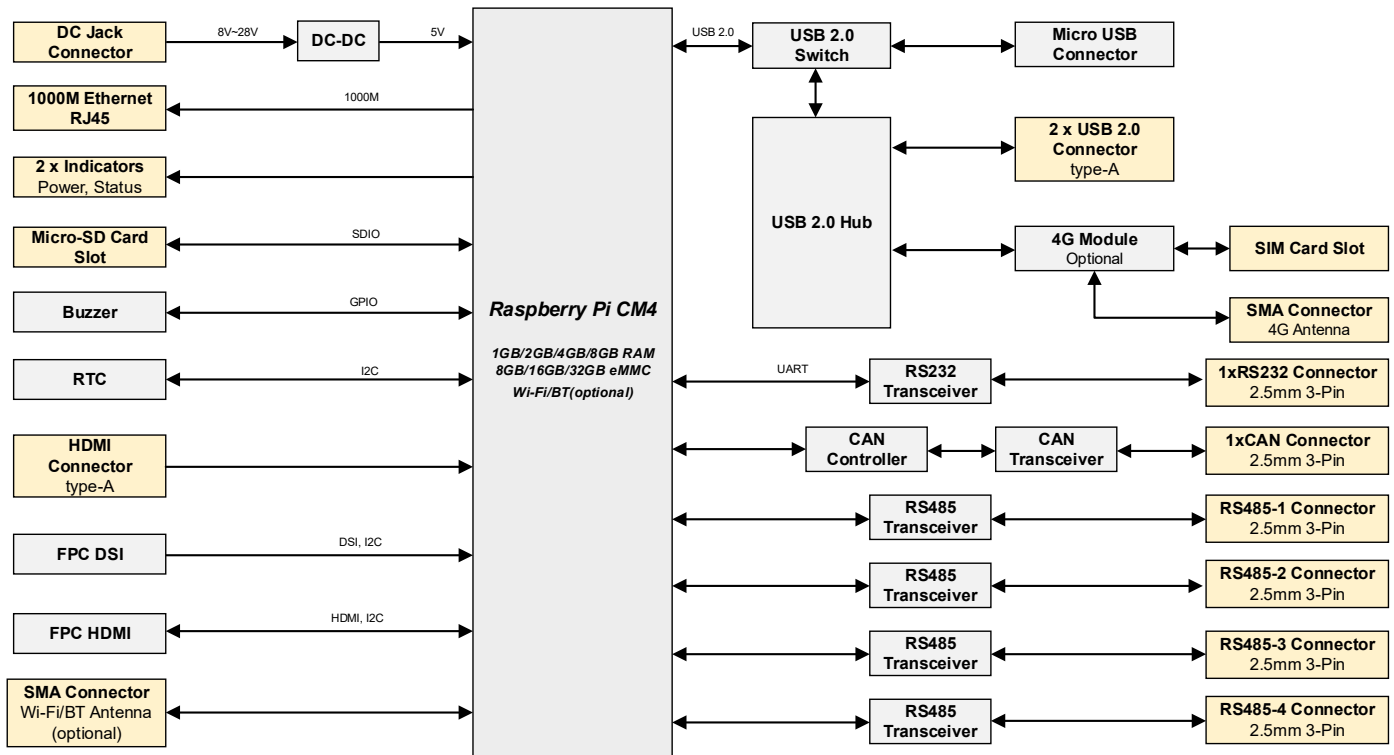 DC Jack
Connector
8V~28V
DC-DC
5V
1000M Ethernet
RJ45
1000M
2 x Indicators
Power, Status
Micro-SD Card
Slot
SDIO
Buzzer
GPIO
RTC
I2C
HDMI
Connector
type-A
FPC DSI
DSI, I2C
FPC HDMI
HDMI, I2C
SMA Connector
Wi-Fi/BT Antenna
(optional)
Raspberry Pi CM4
1GB/2GB/4GB/8GB RAM
8GB/16GB/32GB eMMC
Wi-Fi/BT(optional)
USB 2.0
USB 2.0
Switch
Micro USB
Connector
USB 2.0 Hub
2 x USB 2.0
Connector
type-A
4G Module
Optional
SIM Card Slot
SMA Connector
4G Antenna
UART
RS232
Transceiver
1xRS232 Connector
2.5mm 3-Pin
CAN
Controller
CAN
Transceiver
1xCAN Connector
2.5mm 3-Pin
RS485
Transceiver
RS485-1 Connector
2.5mm 3-Pin
RS485
Transceiver
RS485-2 Connector
2.5mm 3-Pin
RS485
Transceiver
RS485-3 Connector
2.5mm 3-Pin
RS485
Transceiver
RS485-4 Connector
2.5mm 3-Pin